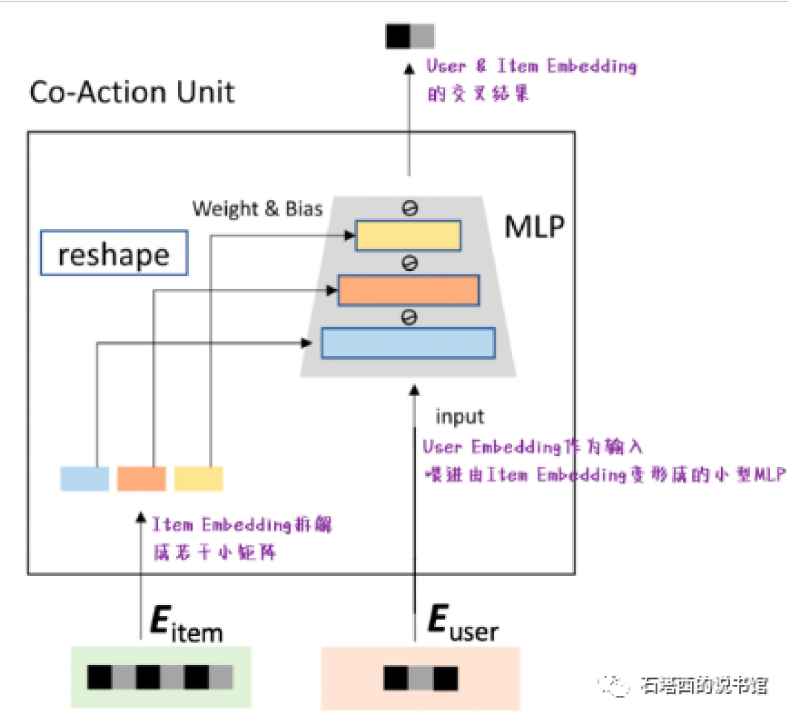 User & Item Embedding
的交叉结果
Co-Action Unit
Weight & Bias
MLP
reshape
input
User Embedding作为输入
喂进由Item Embedding变形成的小型MLP
Item Embedding拆解
成若干小矩阵
E item
E user
石塔西的说书馆